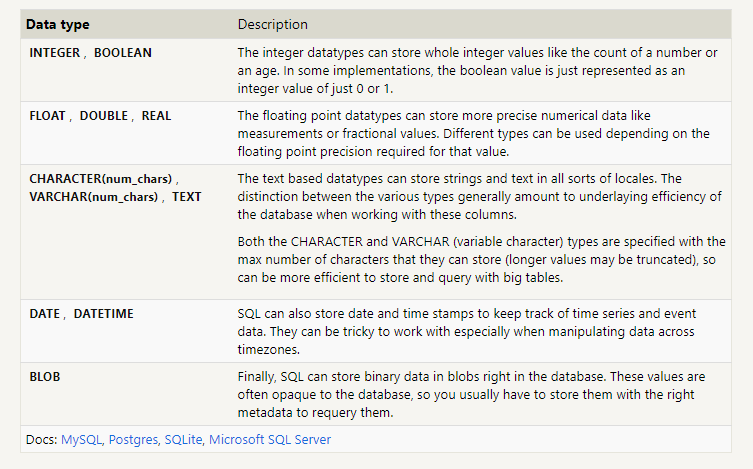 Data type Description
INTEGER , BOOLEAN The integer datatypes can store whole integer values like the count of a number or
an age. In some implementations, the boolean value is just represented as an
integer value of just 0 or 1.
FLOAT , DOUBLE , REAL The floating point datatypes can store more precise numerical data like
measurements or fractional values. Different types can be used depending on the
floating point precision required for that value.
CHARACTER(num_chars) , The text based datatypes can store strings and text in all sorts of locales. The
VARCHAR(num_chars) , TEXT distinction between the various types generally amount to underlaying efficiency of
the database when working with these columns.
Both the CHARACTER and VARCHAR (variable character) types are specified with the
max number of characters that they can store (longer values may be truncated), so
can be more efficient to store and query with big tables.
DATE , DATETIME SQL can also store date and time stamps to keep track of time series and event
data. They can be tricky to work with especially when manipulating data across
timezones.
BLOB Finally, SQL can store binary data in blobs right in the database. These values are
often opaque to the database, so you usually have to store them with the right
metadata to requery them.
Docs: MySQL, Postgres, SQLite, Microsoft SQL Server